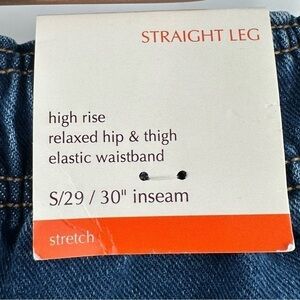 STRAIGHT LEG
high rise
relaxed hip & thigh
elastic waistband
S/29 / 30" inseam
stretch